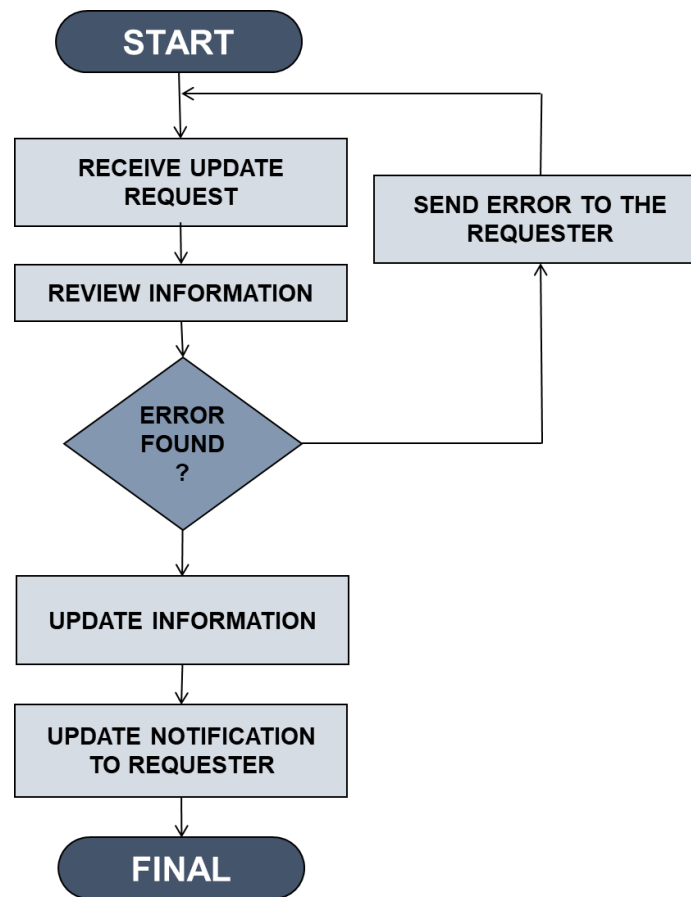 START
RECEIVE UPDATE
REQUEST
SEND ERROR TO THE
REQUESTER
REVIEW INFORMATION
ERROR
FOUND
?
UPDATE INFORMATION
UPDATE NOTIFICATION
TO REQUESTER
FINAL